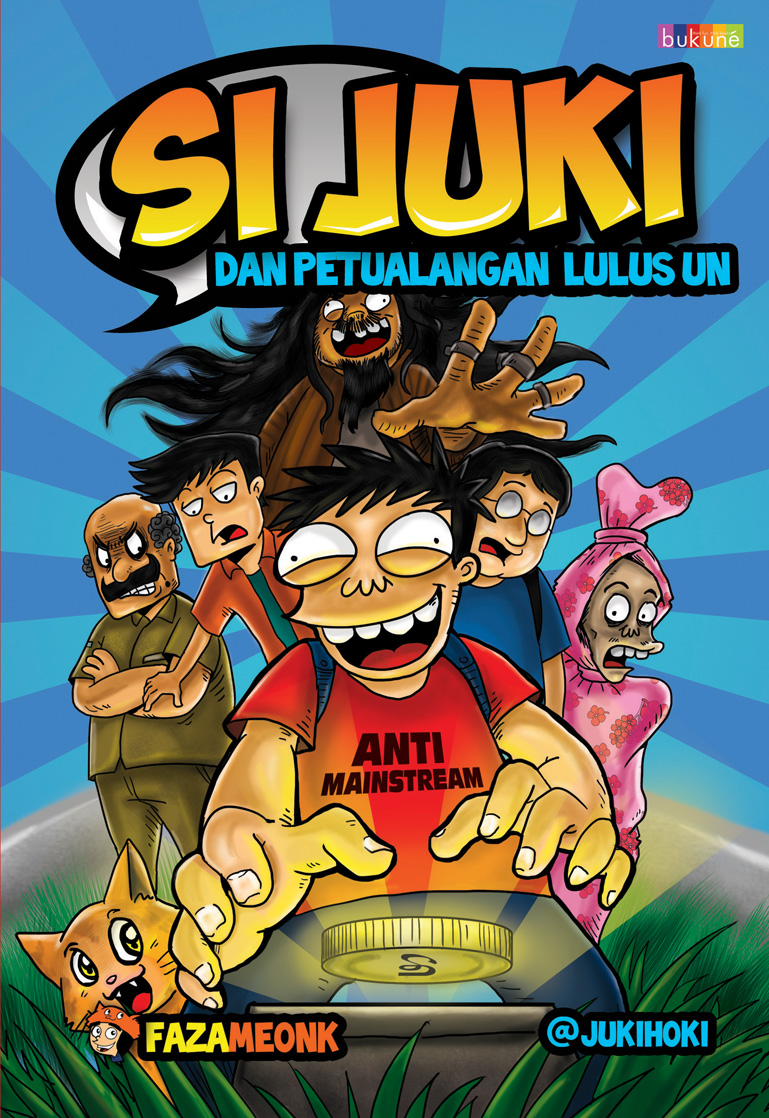 bukuné
SI JUKI
DAN PETUALANGAN LULUS UN
ANTI
MAINSTREAM
FAZAMEONK
@JUKIHOKI